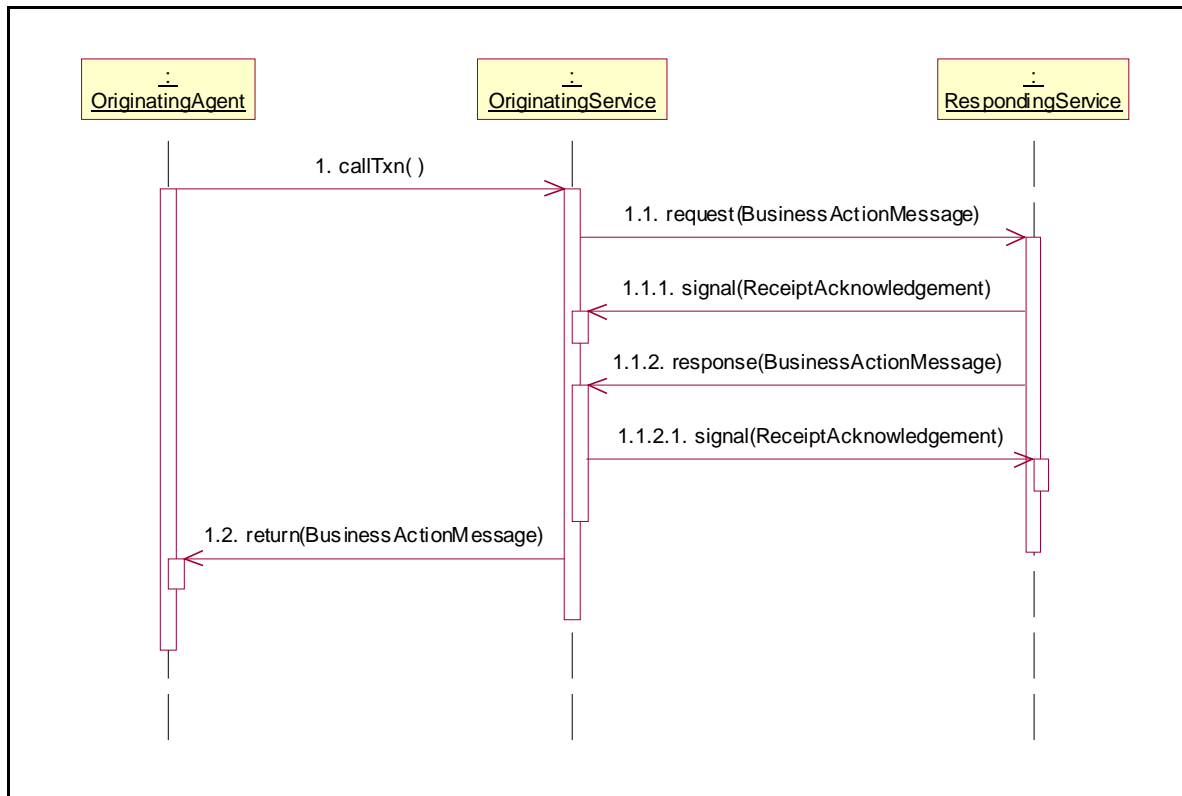 :
OriginatingAgent
:
OriginatingService
:
RespondingService
1. callTxn( )
1.1. request(BusinessActionMessage)
1.1.1. signal(ReceiptAcknowledgement)
1.1.2. response(BusinessActionMessage)
1.1.2.1. signal(ReceiptAcknowledgement)
1.2. return(BusinessActionMessage)